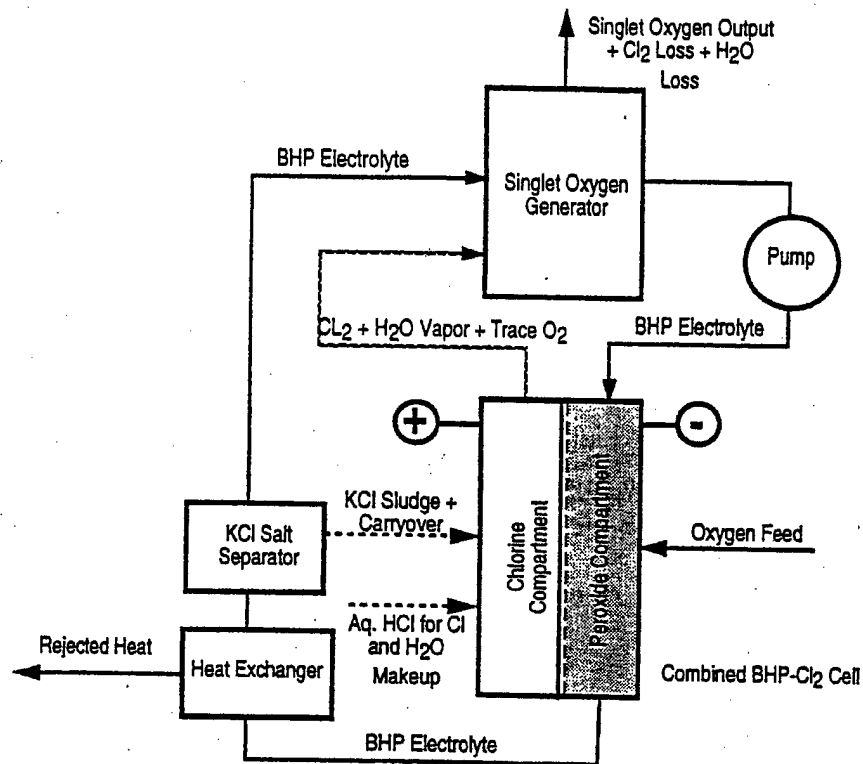 Singlet Oxygen Output
+ Cl2 Loss + H2O
Loss
BHP Electrolyte
Singlet Oxygen
Generator
Pump
CL2 + H2O Vapor + Trace O2
BHP Electrolyte
+
-
KCl Salt
Separator
KCl Sludge +
Carryover
Chlorine
Compartment
Peroxide Compartment
Oxygen Feed
Aq. HCl for Cl
and H2O
Makeup
Rejected Heat
Heat Exchanger
Combined BHP-Cl2 Cell
BHP Electrolyte